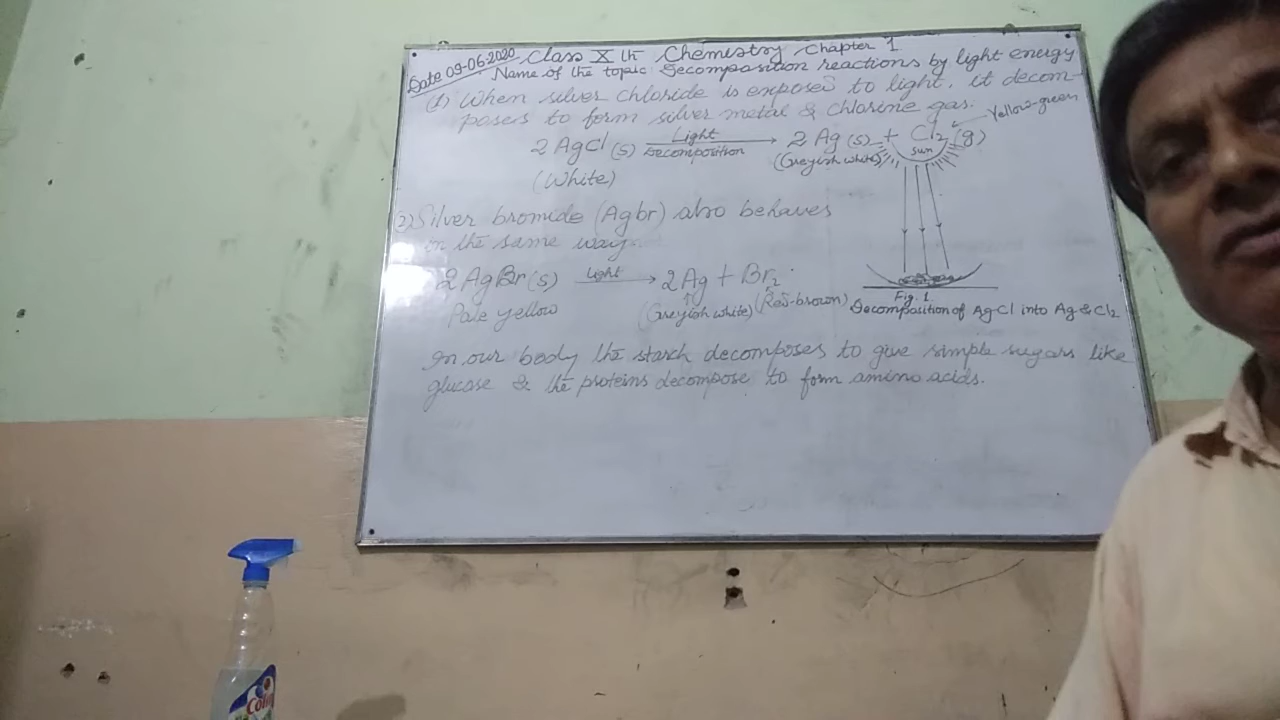 Date 09-06-2020 Class X th Chemistry Chapter 1
Name of the topic Decomposition reactions by light energy
(1) When silver chloride is exposed to light, it decom-
poses to form silver metal & chlorine gas.
Yellow-green
2 AgCl (s) Light Decomposition → 2 Ag (s) + Cl2 (g)
(White)
(Greyish white)
sun
(2) Silver bromide (Agbr) also behaves
in the same way.
2 AgBr (s) Light → 2 Ag + Br2
Pale yellow
(Greyish white) (Red-brown)
Fig. 1.
Decomposition of AgCl into Ag & Cl2
In our body the starch decomposes to give simple sugars like
glucose & the proteins decompose to form amino acids.
Colin